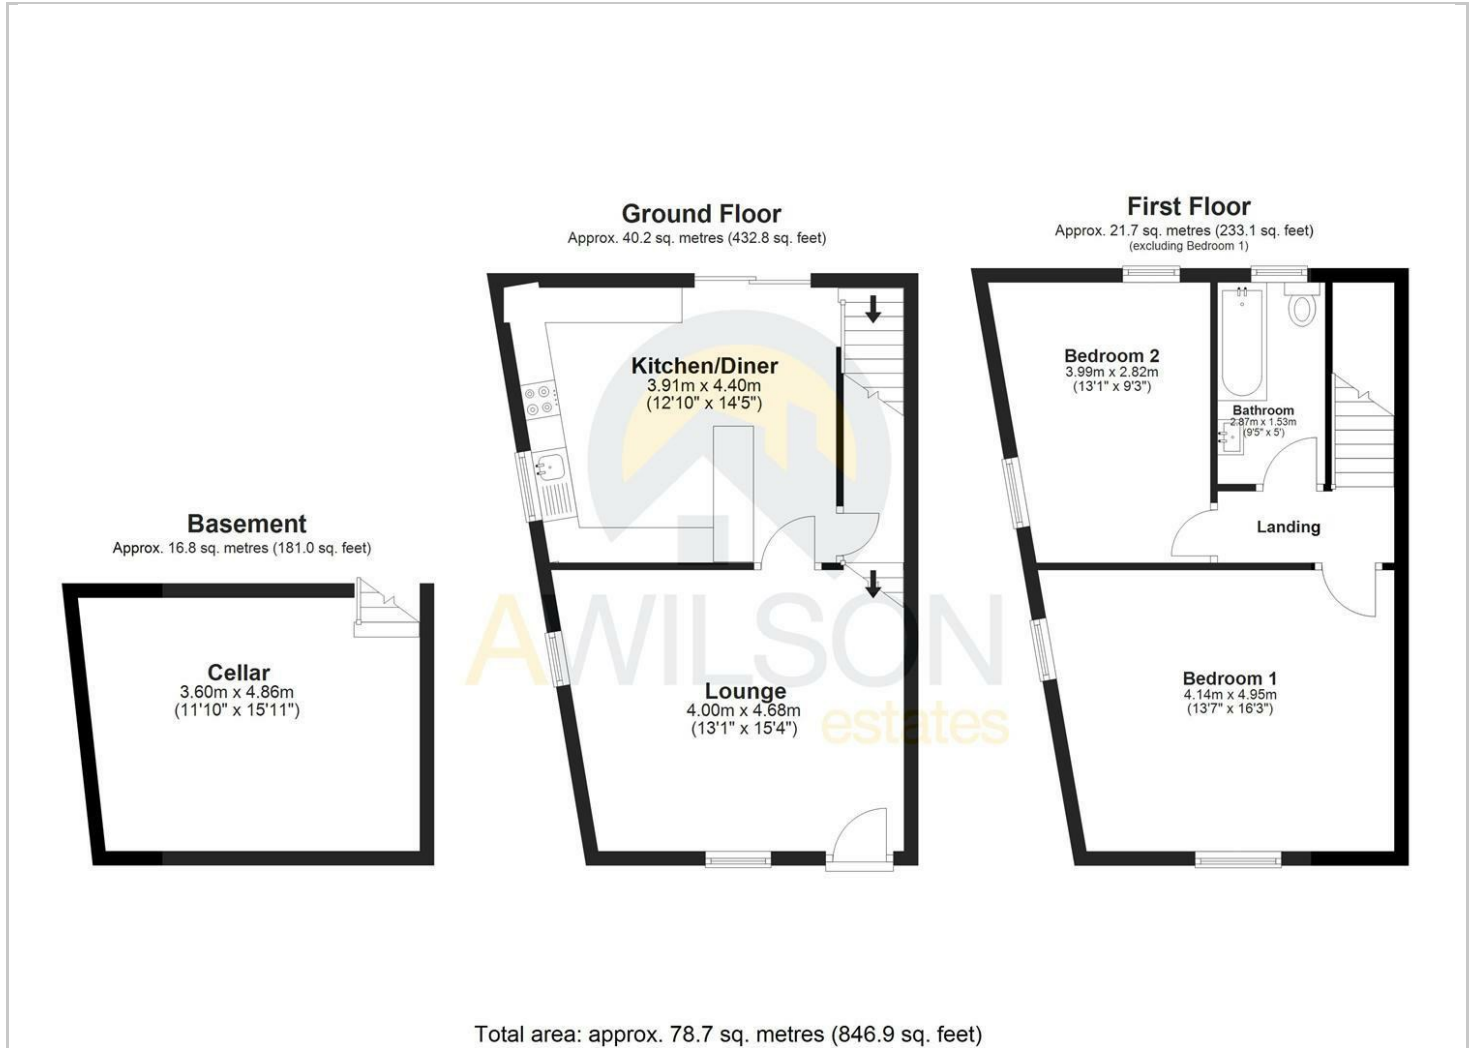 Ground Floor
Approx. 40.2 sq. metres (432.8 sq. feet)
First Floor
Approx. 21.7 sq. metres (233.1 sq. feet)
(excluding Bedroom 1)
Kitchen/Diner
3.91m x 4.40m
(12'10" x 14'5")
Bedroom 2
3.99m x 2.82m
(13'1" x 9'3")
Bathroom
2.87m x 1.53m
(9'5" x 5')
Landing
Basement
Approx. 16.8 sq. metres (181.0 sq. feet)
Cellar
3.60m x 4.86m
(11'10" x 15'11")
AWILSON
estates
Lounge
4.00m x 4.68m
(13'1" x 15'4")
Bedroom 1
4.14m x 4.95m
(13'7" x 16'3")
Total area: approx. 78.7 sq. metres (846.9 sq. feet)